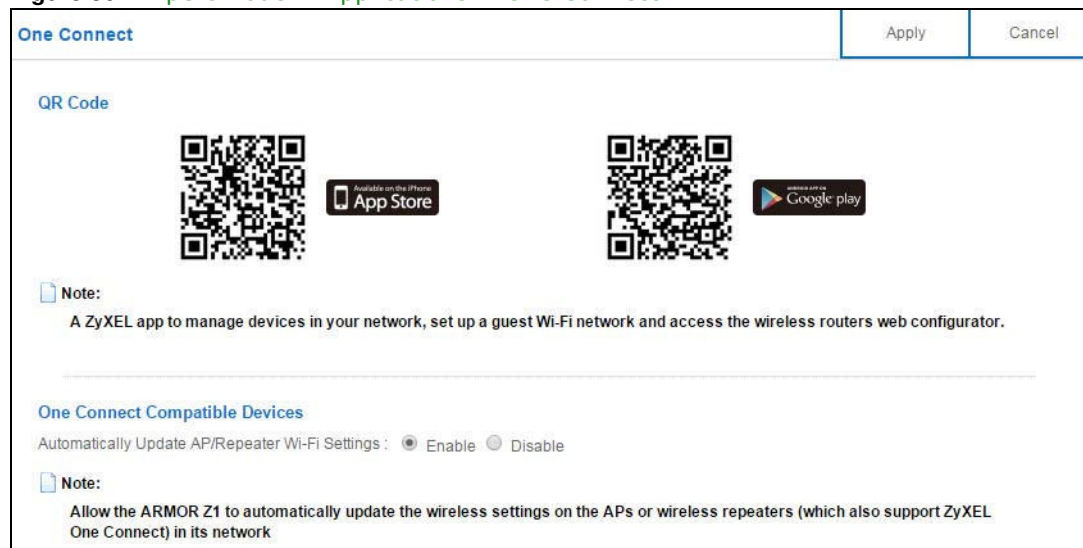 One Connect
Apply
Cancel
QR Code
Available on the iPhone
App Store
ANDROID APP ON
Google play
Note:
A ZyXEL app to manage devices in your network, set up a guest Wi-Fi network and access the wireless routers web configurator.
One Connect Compatible Devices
Automatically Update AP/Repeater Wi-Fi Settings : Enable Disable
Note:
Allow the ARMOR Z1 to automatically update the wireless settings on the APs or wireless repeaters (which also support ZyXEL
One Connect) in its network